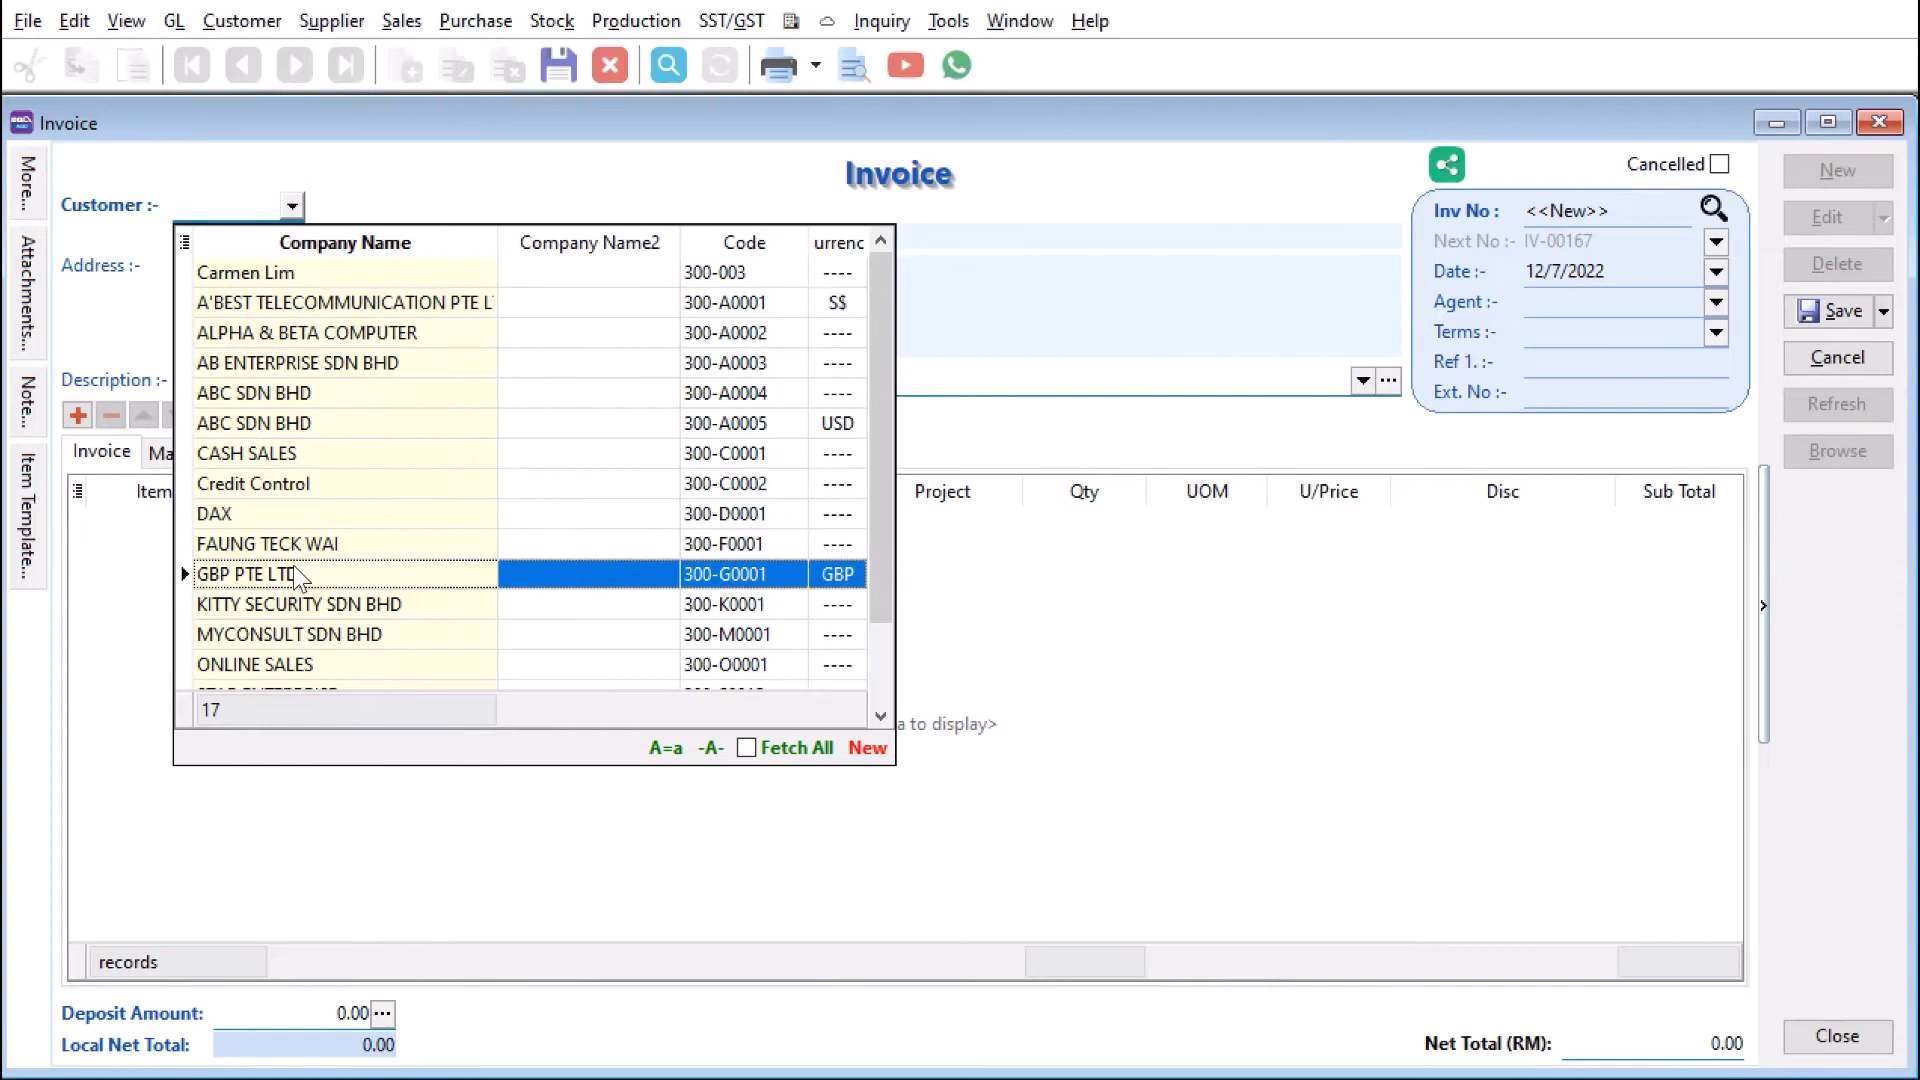 File Edit View GL Customer Supplier Sales Purchase Stock Production SST/GST Inquiry Tools Window Help
Invoice
Invoice
Cancelled
New
More...
Customer :-
Inv No : <<New>>
Edit
Company Name Company Name2 Code urrenc
Next No :- IV-00167
Address :-
Delete
Carmen Lim 300-003 ----
Date :- 12/7/2022
Attachments...
A'BEST TELECOMMUNICATION PTE L 300-A0001 S$
Agent :-
Save
ALPHA & BETA COMPUTER 300-A0002 ----
Terms :-
AB ENTERPRISE SDN BHD 300-A0003 ----
Ref 1. :-
Cancel
Description :-
ABC SDN BHD 300-A0004 ----
Ext. No :-
Note...
Refresh
ABC SDN BHD 300-A0005 USD
Invoice Ma
CASH SALES 300-C0001 ----
Browse
Credit Control 300-C0002 ----
Item Project Qty UOM U/Price Disc Sub Total
Item Template...
DAX 300-D0001 ----
FAUNG TECK WAI 300-F0001 ----
GBP PTE LTD 300-G0001 GBP
KITTY SECURITY SDN BHD 300-K0001 ----
MYCONSULT SDN BHD 300-M0001 ----
ONLINE SALES 300-O0001 ----
17
a to display>
A=a -A- Fetch All New
records
Deposit Amount: 0.00
Local Net Total: 0.00
Net Total (RM): 0.00
Close